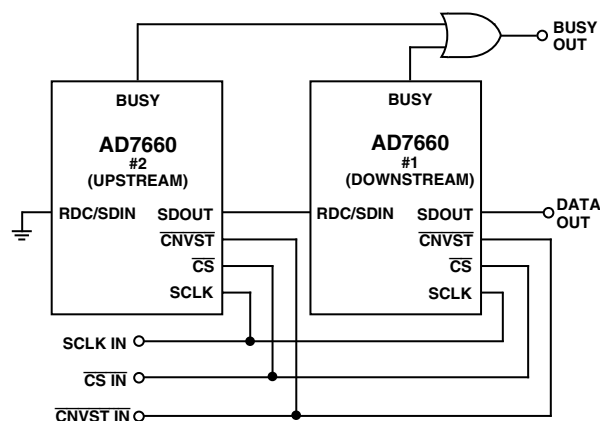 BUSY OUT
BUSY
BUSY
AD7660
#2
(UPSTREAM)
AD7660
#1
(DOWNSTREAM)
RDC/SDIN
SDOUT
CNVST
CS
SCLK
RDC/SDIN
SDOUT
CNVST
CS
SCLK
DATA
OUT
SCLK IN
CS IN
CNVST IN